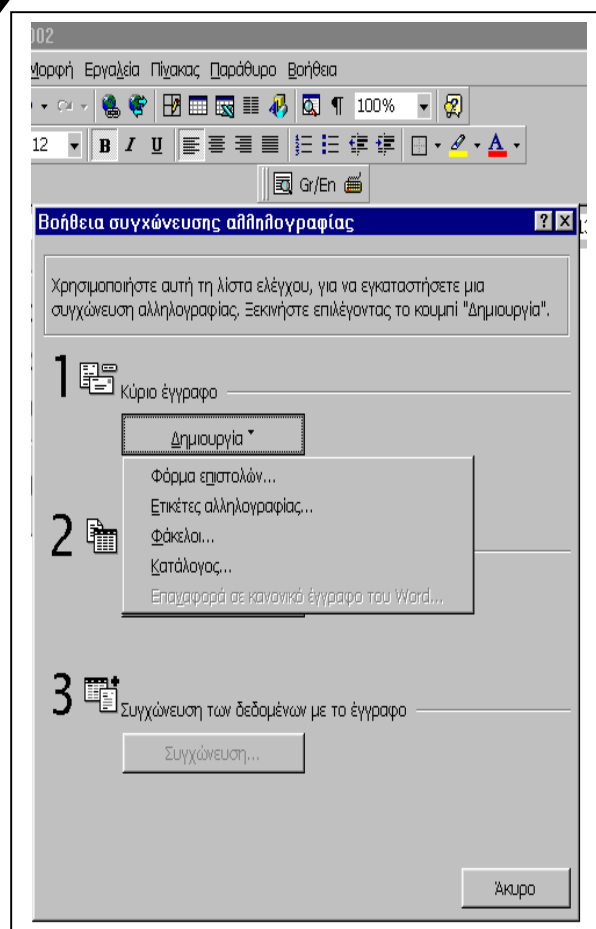 002
Μορφή Εργαλεία Πίνακας Παράθυρο Βοήθεια
¶ 100%
12 B I U A
Gr/En
Βοήθεια συγχώνευσης αλληλογραφίας
Χρησιμοποιήστε αυτή τη λίστα ελέγχου, για να εγκαταστήσετε μια
συγχώνευση αλληλογραφίας. Ξεκινήστε επιλέγοντας το κουμπί "Δημιουργία".
1 Κύριο έγγραφο
Δημιουργία
Φόρμα επιστολών...
Ετικέτες αλληλογραφίας...
2 Φάκελοι...
Κατάλογος...
Επαναφορά σε κανονικό έγγραφο του Word...
3 Συγχώνευση των δεδομένων με το έγγραφο
Συγχώνευση...
Άκυρο